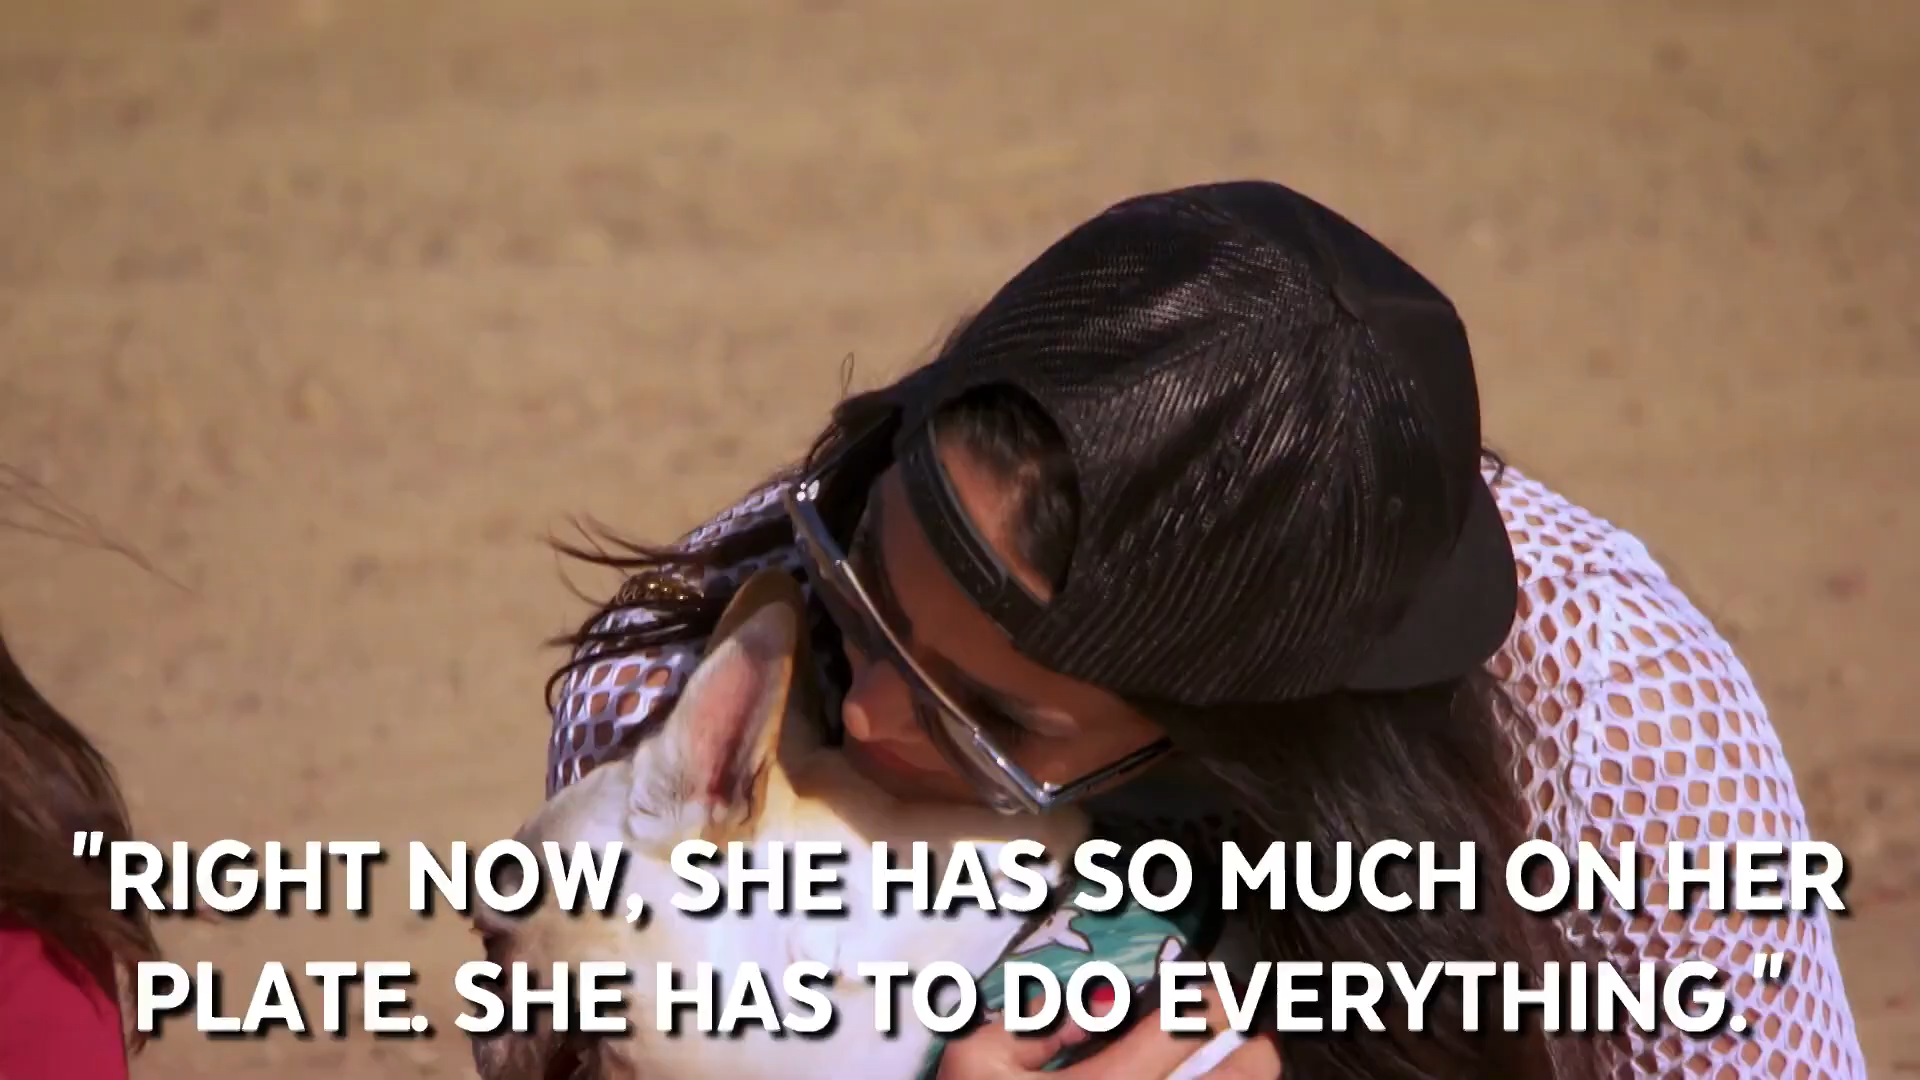 "RIGHT NOW, SHE HAS SO MUCH ON HER
PLATE. SHE HAS TO DO EVERYTHING."